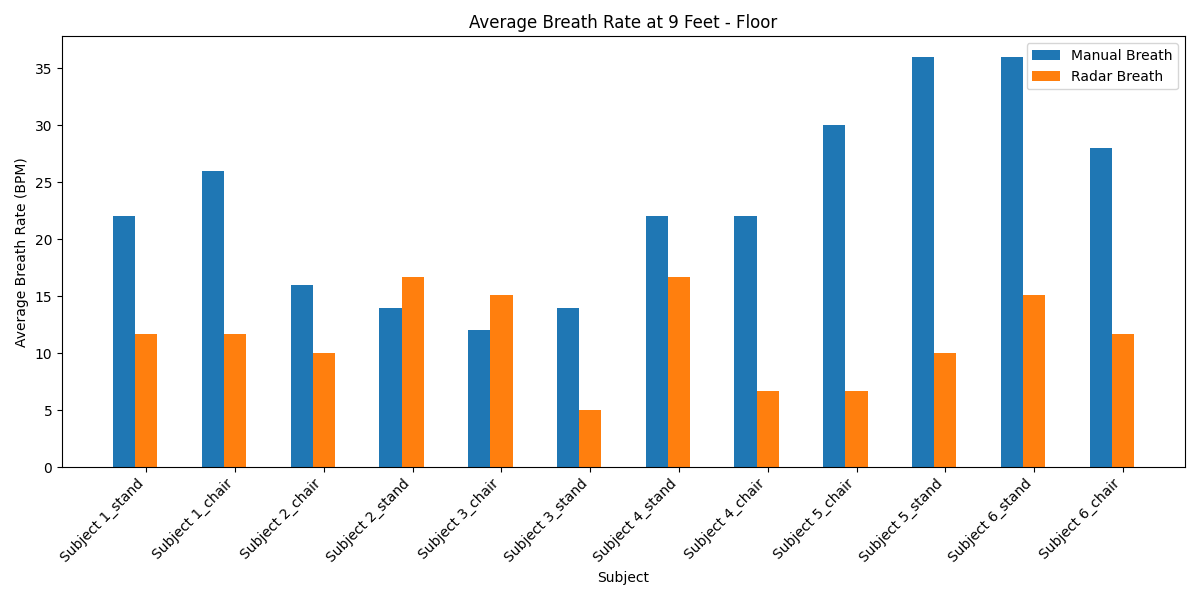 Average Breath Rate at 9 Feet - Floor
Manual Breath
Radar Breath
Average Breath Rate (BPM)
35
30
25
20
15
10
5
0
Subject 1_stand
Subject 1_chair
Subject 2_chair
Subject 2_stand
Subject 3_chair
Subject 3_stand
Subject 4_stand
Subject 4_chair
Subject 5_chair
Subject 5_stand
Subject 6_stand
Subject 6_chair
Subject